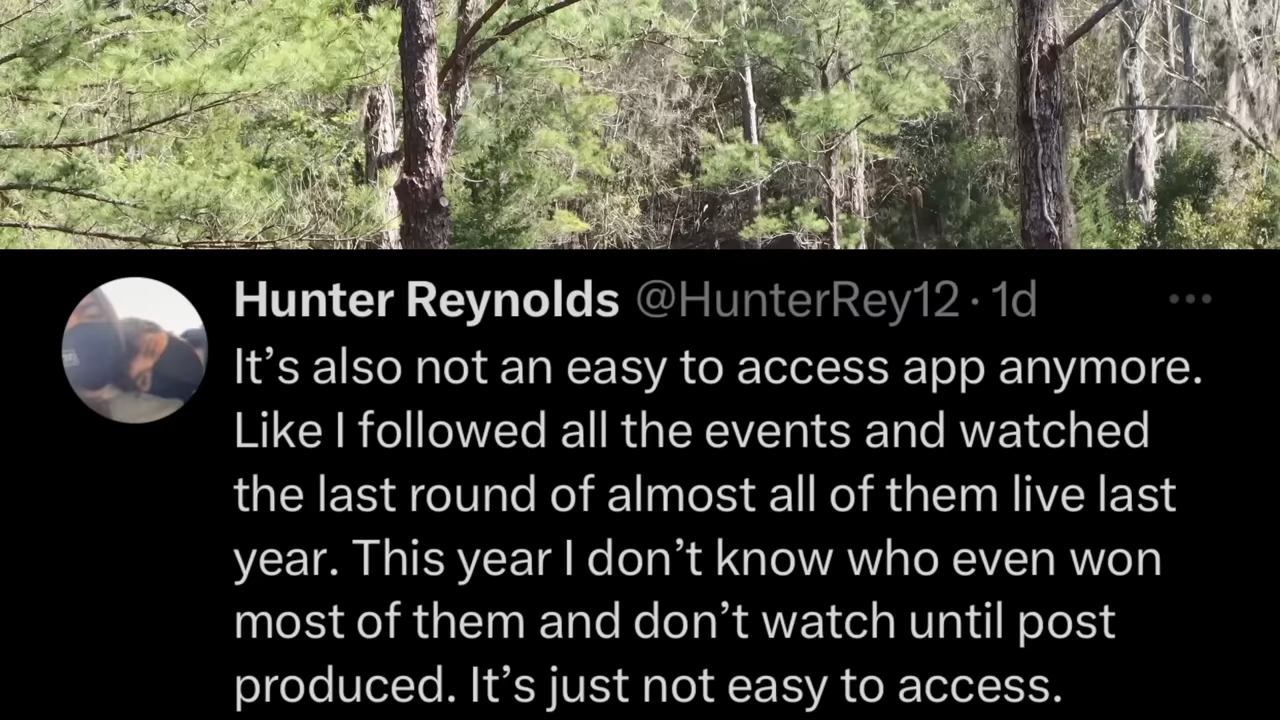 Hunter Reynolds @HunterRey12 · 1d
It’s also not an easy to access app anymore.
Like I followed all the events and watched
the last round of almost all of them live last
year. This year I don’t know who even won
most of them and don’t watch until post
produced. It’s just not easy to access.